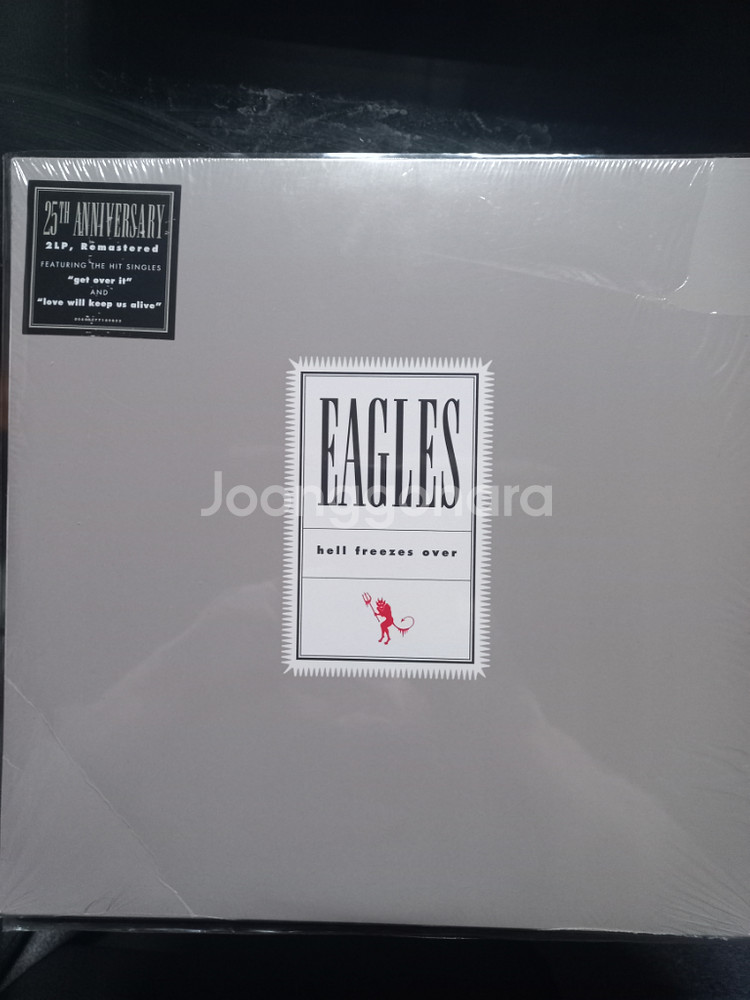 25TH ANNIVERSARY
2LP, Remastered
FEATURING THE HIT SINGLES
"get over it"
AND
"love will keep us alive"
EAGLES
Joonggonara
hell freezes over